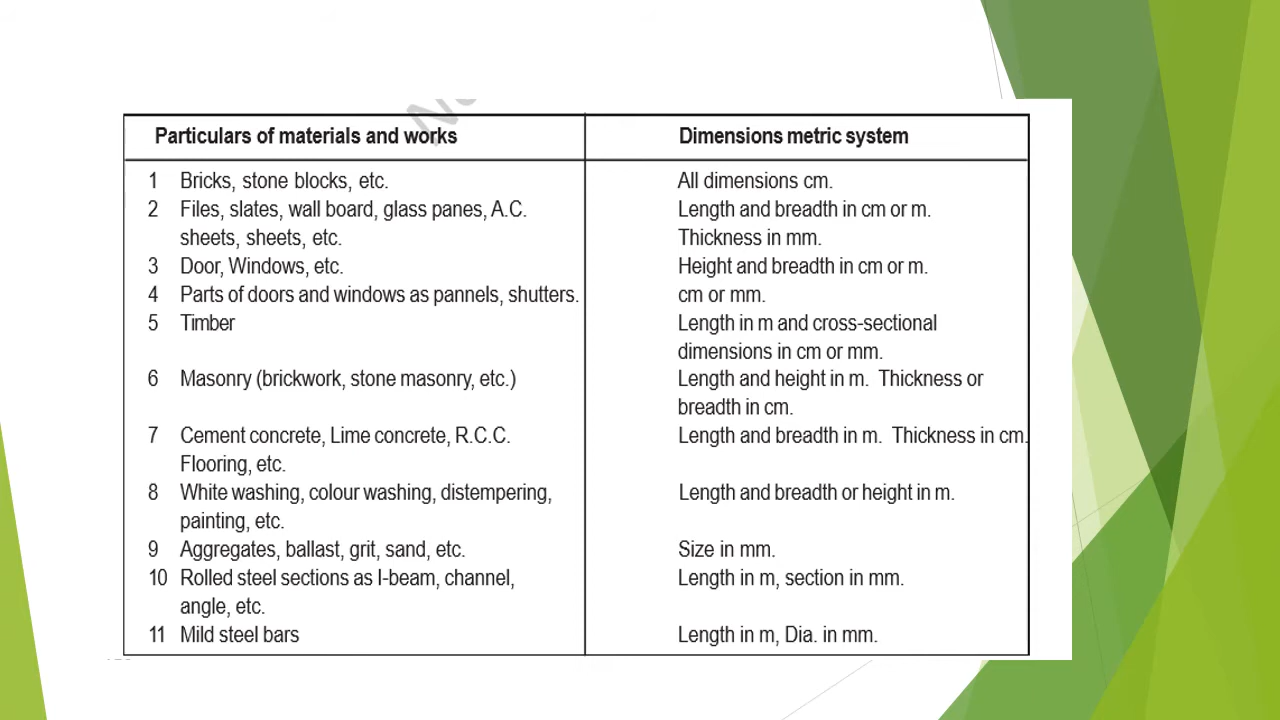 Particulars of materials and works Dimensions metric system
1 Bricks, stone blocks, etc. All dimensions cm.
2 Files, slates, wall board, glass panes, A.C. Length and breadth in cm or m.
sheets, sheets, etc. Thickness in mm.
3 Door, Windows, etc. Height and breadth in cm or m.
4 Parts of doors and windows as pannels, shutters. cm or mm.
5 Timber Length in m and cross-sectional
dimensions in cm or mm.
6 Masonry (brickwork, stone masonry, etc.) Length and height in m. Thickness or
breadth in cm.
7 Cement concrete, Lime concrete, R.C.C. Length and breadth in m. Thickness in cm.
Flooring, etc.
8 White washing, colour washing, distempering, Length and breadth or height in m.
painting, etc.
9 Aggregates, ballast, grit, sand, etc. Size in mm.
10 Rolled steel sections as I-beam, channel, Length in m, section in mm.
angle, etc.
11 Mild steel bars Length in m, Dia. in mm.